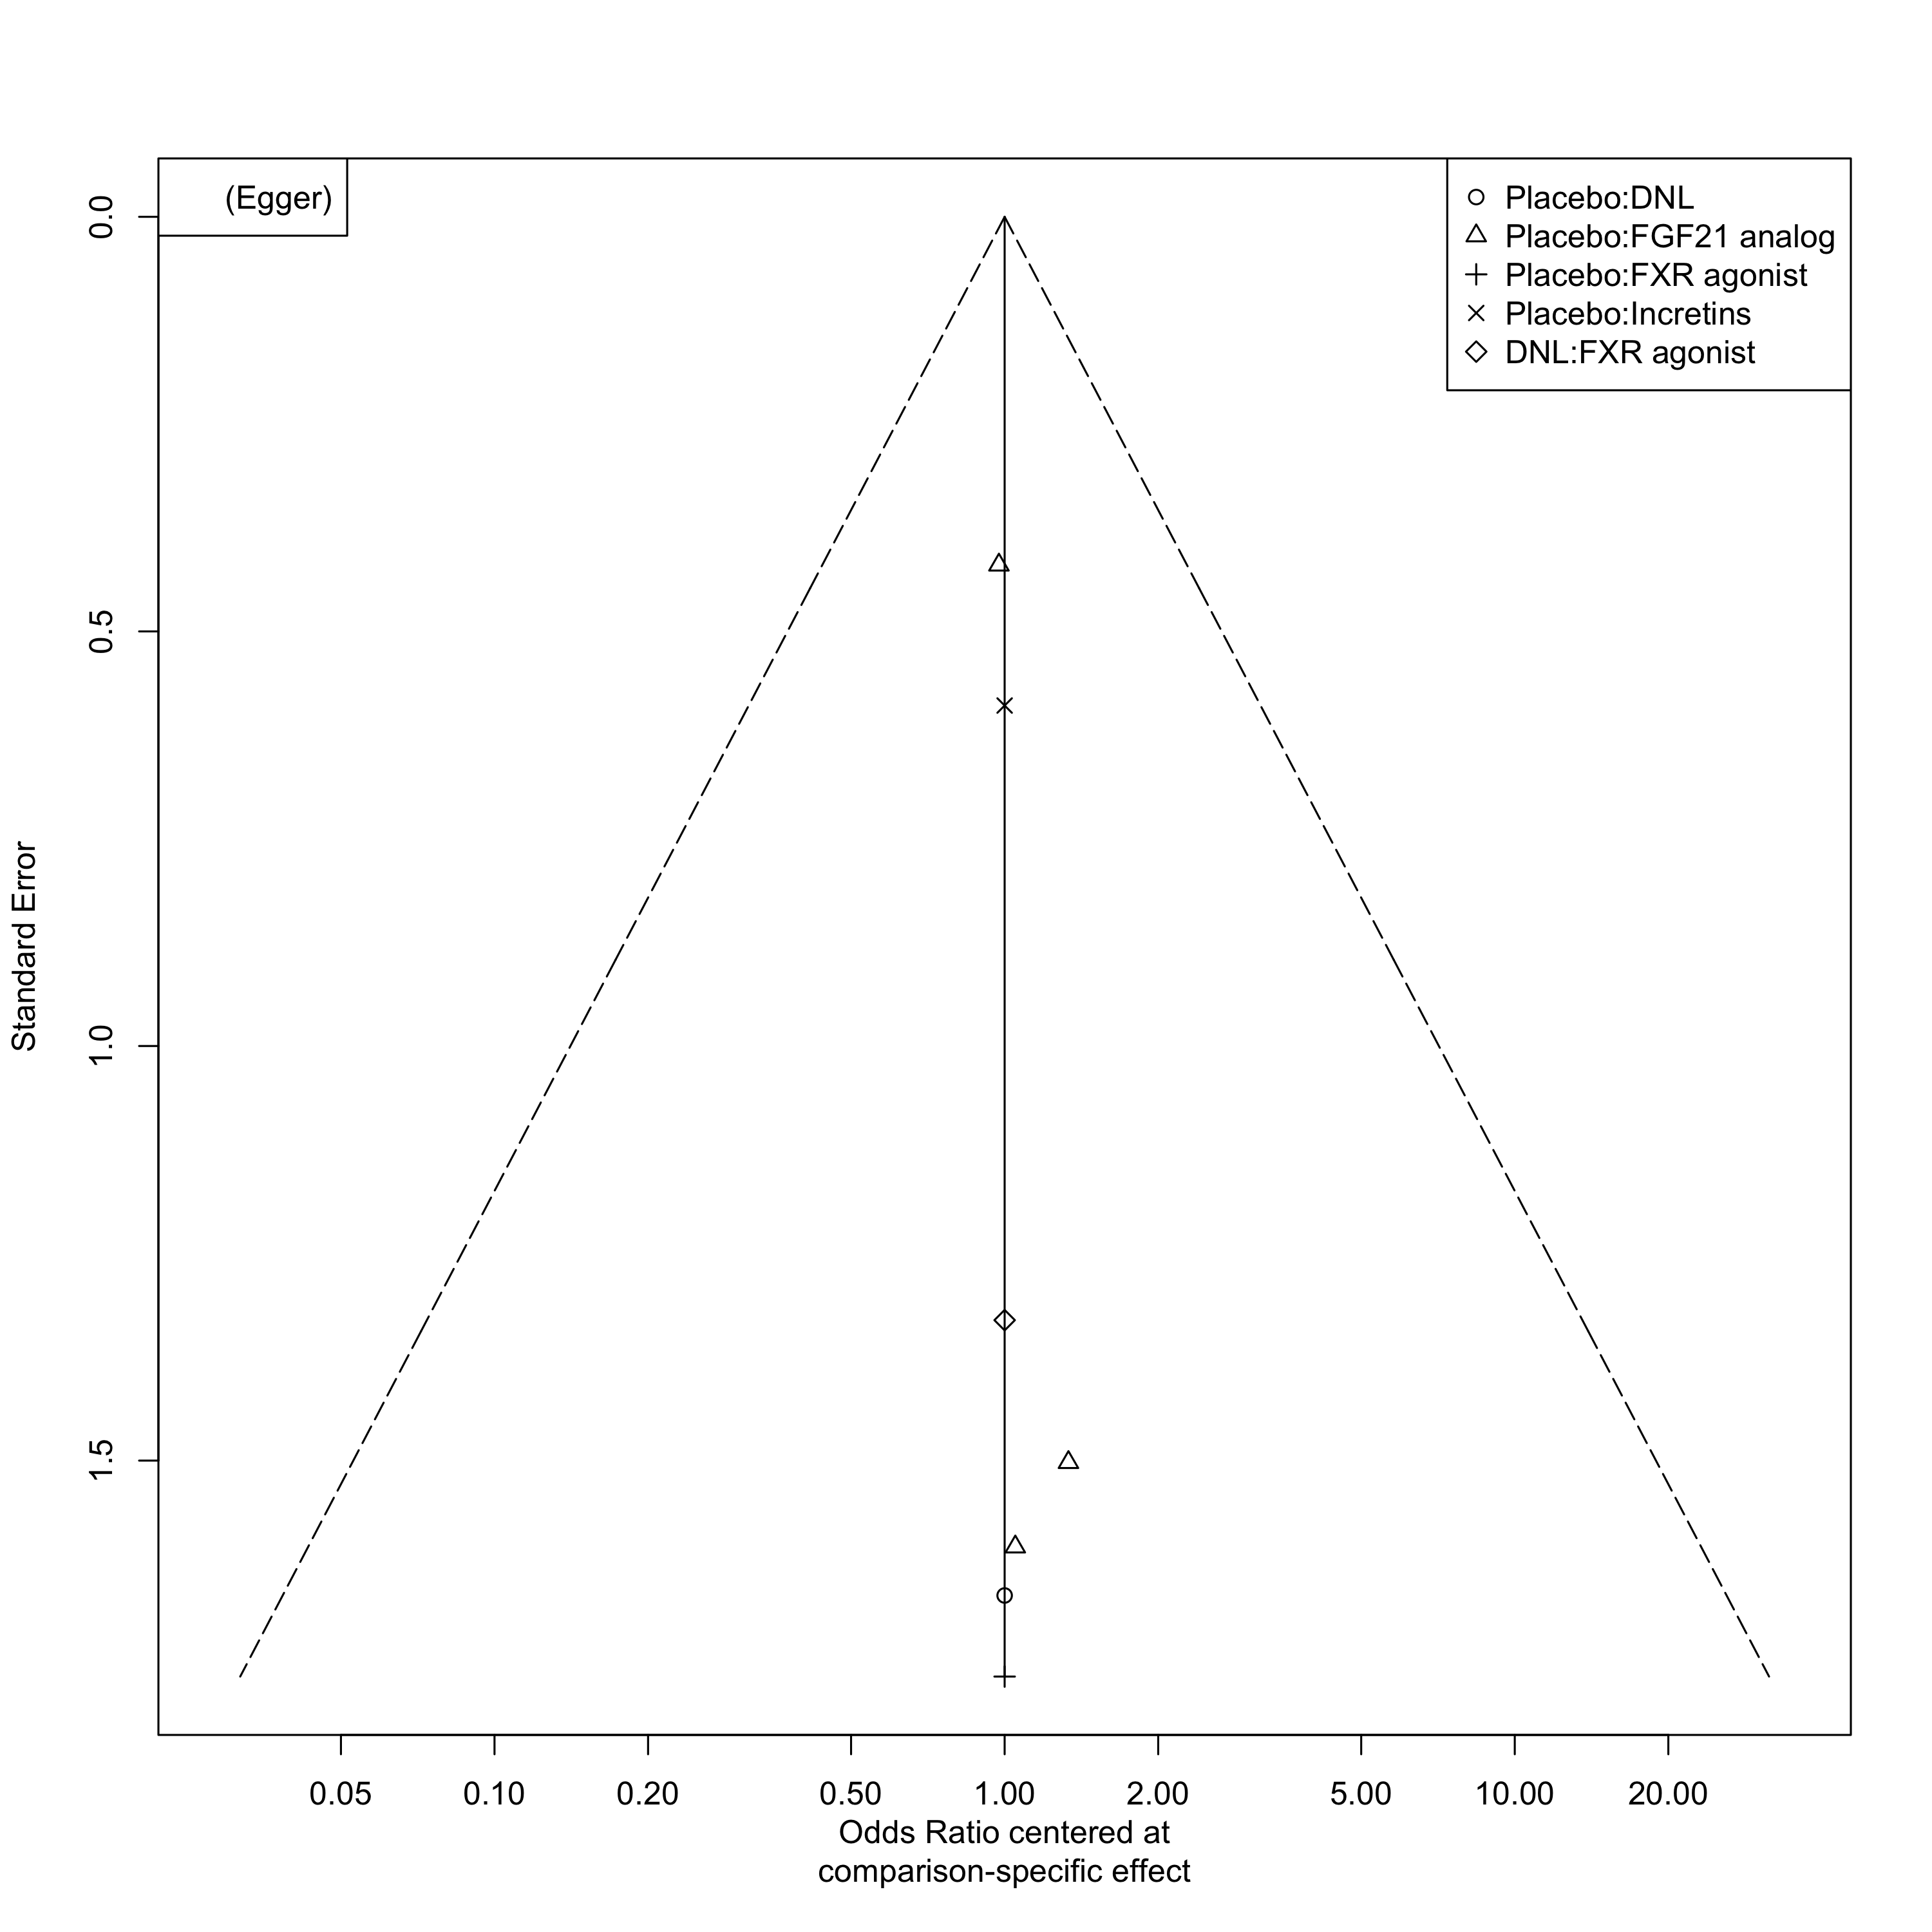 (Egger)
Placebo:DNL
Placebo:FGF21 analog
Placebo:FXR agonist
Placebo:Incretins
DNL:FXR agonist
0.0
0.5
1.0
1.5
Standard Error
0.05 0.10 0.20 0.50 1.00 2.00 5.00 10.00 20.00
Odds Ratio centered at
comparison-specific effect